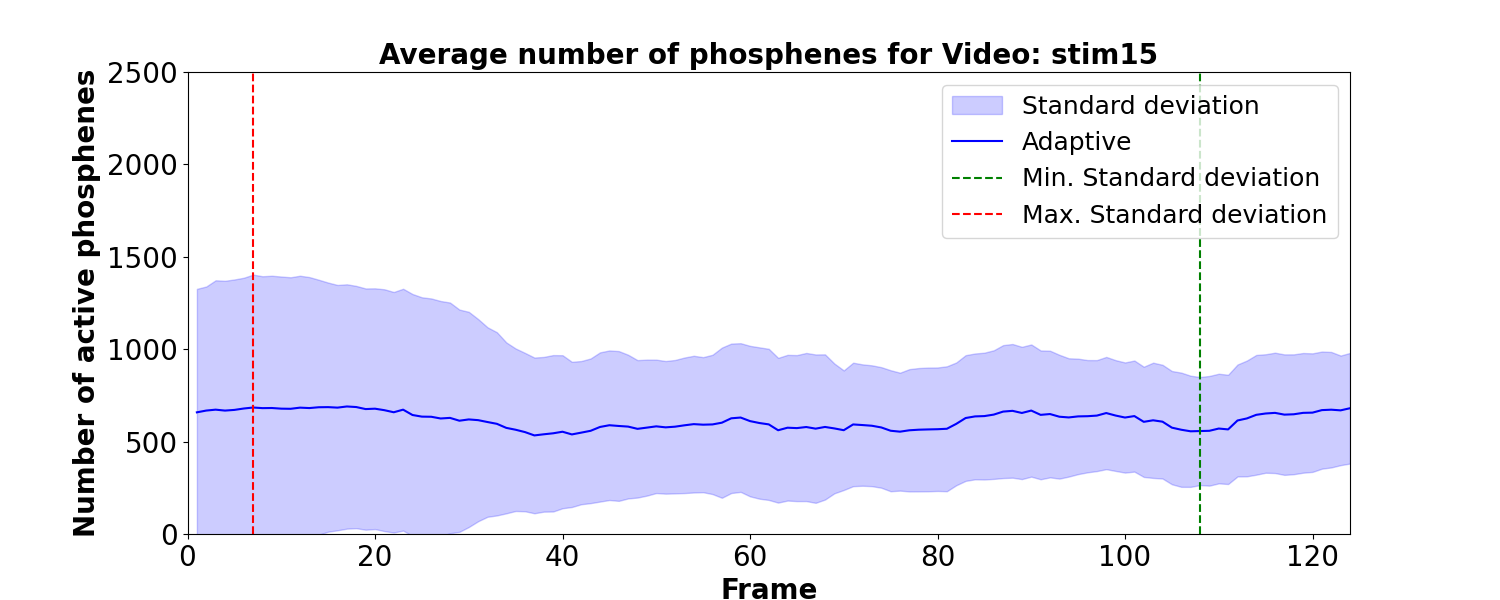 Average number of phosphenes for Video: stim15
Number of active phosphenes
2500
2000
1500
1000
500
0
Standard deviation
Adaptive
Min. Standard deviation
Max. Standard deviation
0 20 40 60 80 100 120
Frame